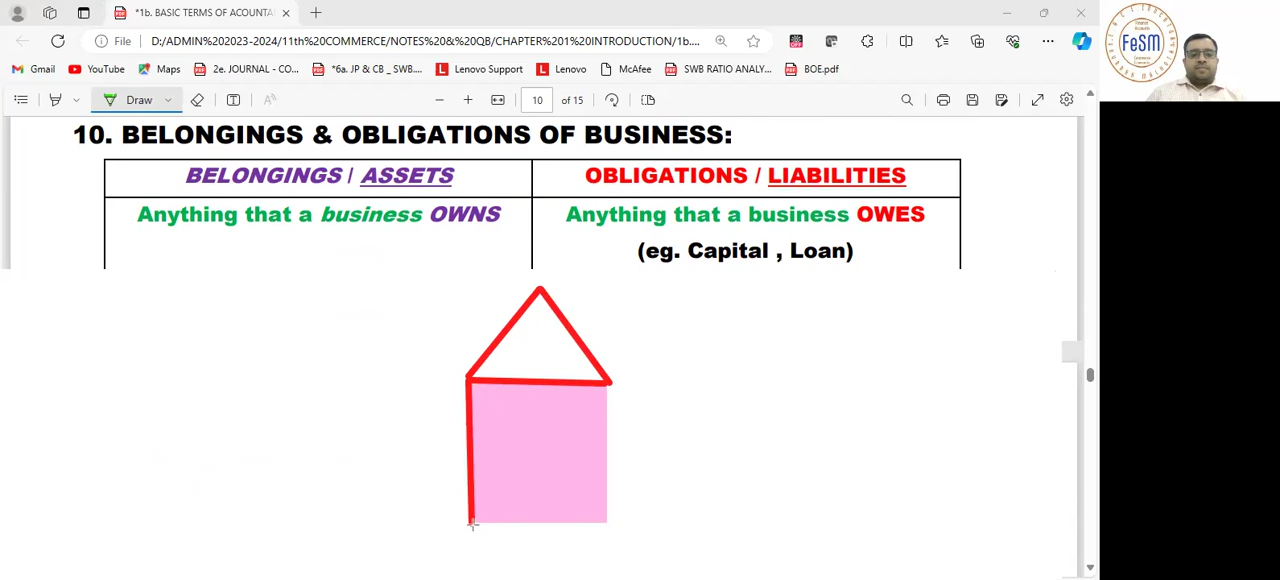 *1b. BASIC TERMS OF ACOUNTA
File D:/ADMIN%202023-2024/11th%20COMMERCE/NOTES%20&%20QB/CHAPTER%201%20INTRODUCTION/1b....
Gmail YouTube Maps 2e. JOURNAL - CO... *6a. JP & CB _ SWB.... Lenovo Support Lenovo McAfee SWB RATIO ANALY... BOE.pdf
Draw 10 of 15
FeSM
10. BELONGINGS & OBLIGATIONS OF BUSINESS:
BELONGINGS / ASSETS
OBLIGATIONS / LIABILITIES
Anything that a business OWNS
Anything that a business OWES
(eg. Capital , Loan)